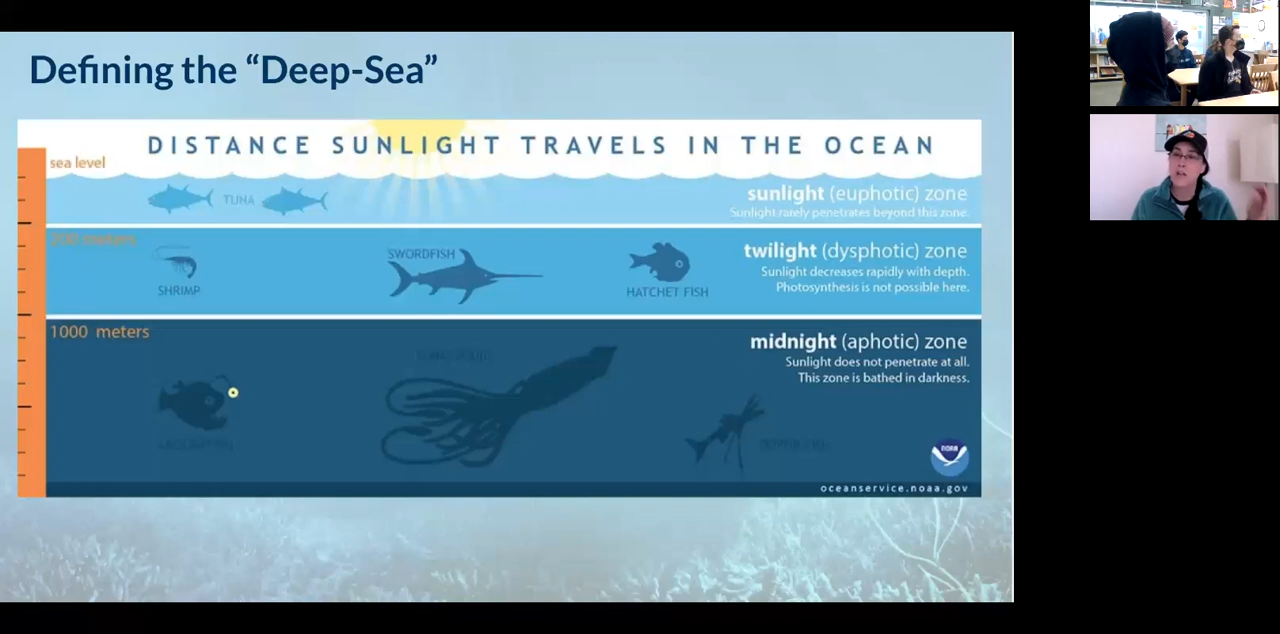 Defining the “Deep-Sea”
DISTANCE SUNLIGHT TRAVELS IN THE OCEAN
sea level
TUNA
sunlight (euphotic) zone
Sunlight rarely penetrates beyond this zone.
200 meters
SHRIMP
SWORDFISH
HATCHET FISH
twilight (dysphotic) zone
Sunlight decreases rapidly with depth.
Photosynthesis is not possible here.
1000 meters
midnight (aphotic) zone
Sunlight does not penetrate at all.
This zone is bathed in darkness.
ANGLERFISH
NOAA
oceanservice.noaa.gov